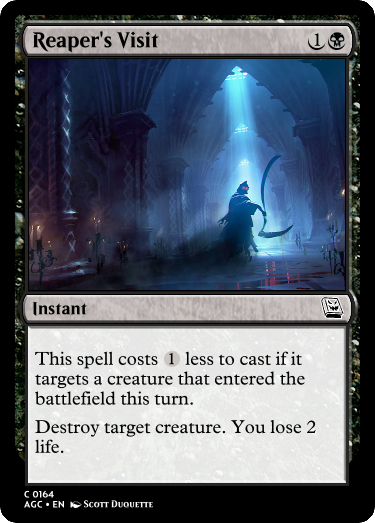 Reaper's Visit 1
Instant
This spell costs 1 less to cast if it
targets a creature that entered the
battlefield this turn.
Destroy target creature. You lose 2
life.
C 0164
AGC • EN Scott Duquette